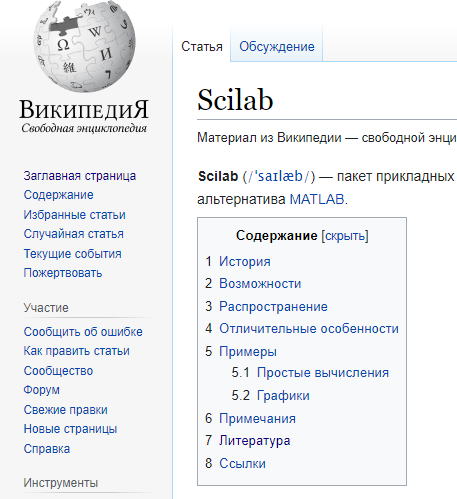 ВИКИПЕДИЯ
Свободная энциклопедия
Заглавная страница
Содержание
Избранные статьи
Случайная статья
Текущие события
Пожертвовать
Участие
Сообщить об ошибке
Как править статьи
Сообщество
Форум
Свежие правки
Новые страницы
Справка
Инструменты
Статья
Обсуждение
Scilab
Материал из Википедии — свободной энци
Scilab (/ˈsaɪlæb/) — пакет прикладных
альтернатива MATLAB.
Содержание [скрыть]
1 История
2 Возможности
3 Распространение
4 Отличительные особенности
5 Примеры
5.1 Простые вычисления
5.2 Графики
6 Примечания
7 Литература
8 Ссылки